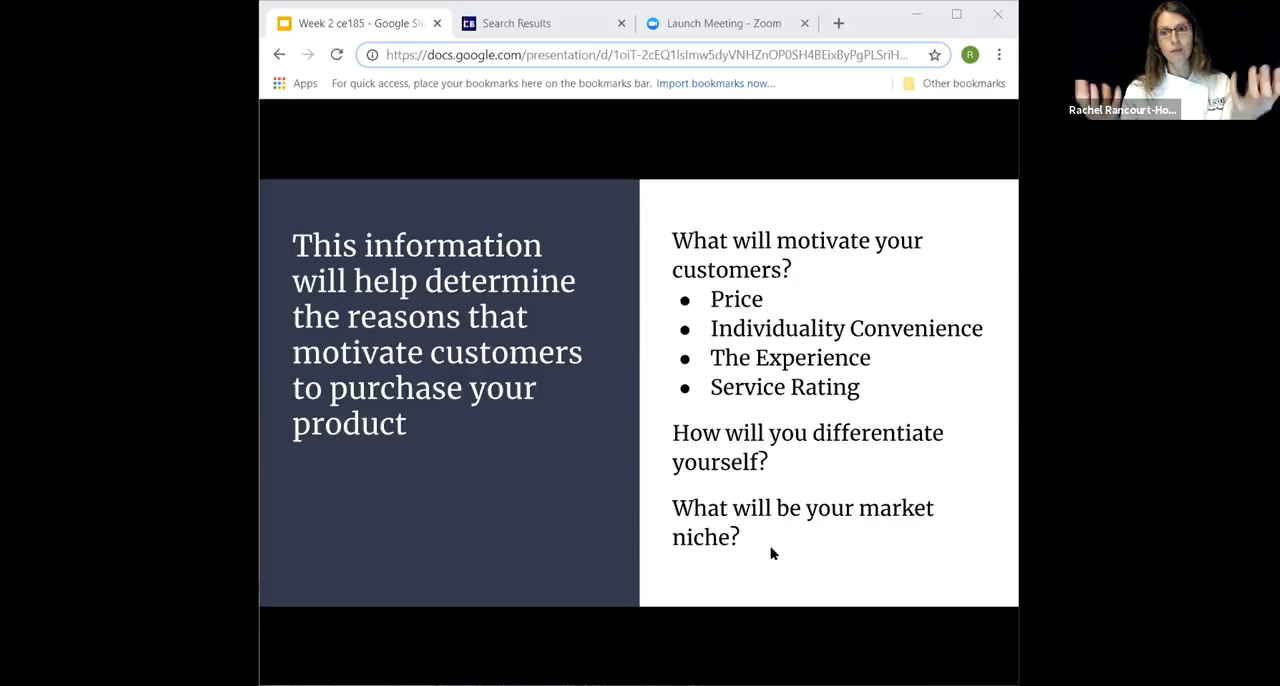 Week 2 ce185 - Google Sli
Search Results
Launch Meeting - Zoom
https://docs.google.com/presentation/d/1oiT-2cEQ1lsImw5dyVNHZnOP0SH4BEixByPgPLSriH...
R
Apps
For quick access, place your bookmarks here on the bookmarks bar. Import bookmarks now...
Other bookmarks
Rachel Rancourt-Ho...
This information
will help determine
the reasons that
motivate customers
to purchase your
product
What will motivate your
customers?
● Price
● Individuality Convenience
● The Experience
● Service Rating
How will you differentiate
yourself?
What will be your market
niche?